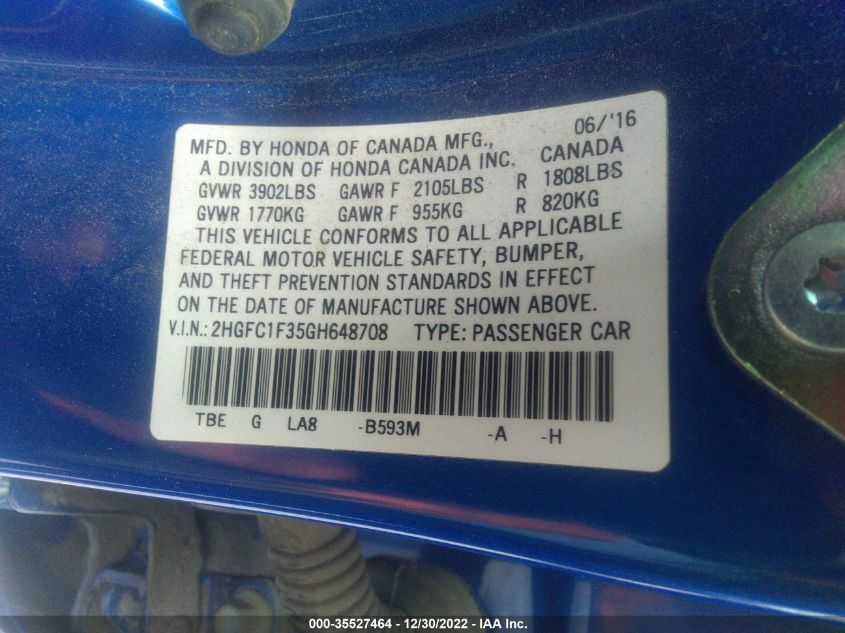 MFD. BY HONDA OF CANADA MFG., 06/'16
A DIVISION OF HONDA CANADA INC. CANADA
GVWR 3902LBS GAWR F 2105LBS R 1808LBS
GVWR 1770KG GAWR F 955KG R 820KG
THIS VEHICLE CONFORMS TO ALL APPLICABLE
FEDERAL MOTOR VEHICLE SAFETY, BUMPER,
AND THEFT PREVENTION STANDARDS IN EFFECT
ON THE DATE OF MANUFACTURE SHOWN ABOVE.
V.I.N.: 2HGFC1F35GH648708 TYPE: PASSENGER CAR
TBE G LA8 -B593M -A -H
000-35527464 - 12/30/2022 - IAA Inc.